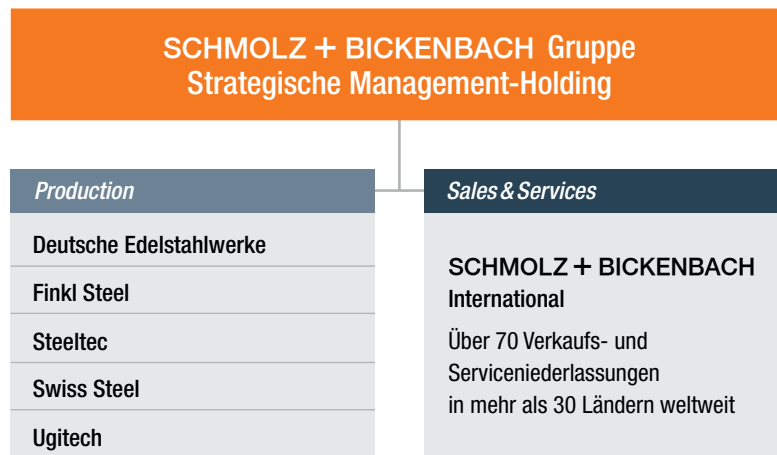 SCHMOLZ + BICKENBACH Gruppe
Strategische Management-Holding
Production
Deutsche Edelstahlwerke
Finkl Steel
Steeltec
Swiss Steel
Ugitech
Sales & Services
SCHMOLZ + BICKENBACH
International
Über 70 Verkaufs- und
Serviceniederlassungen
in mehr als 30 Ländern weltweit